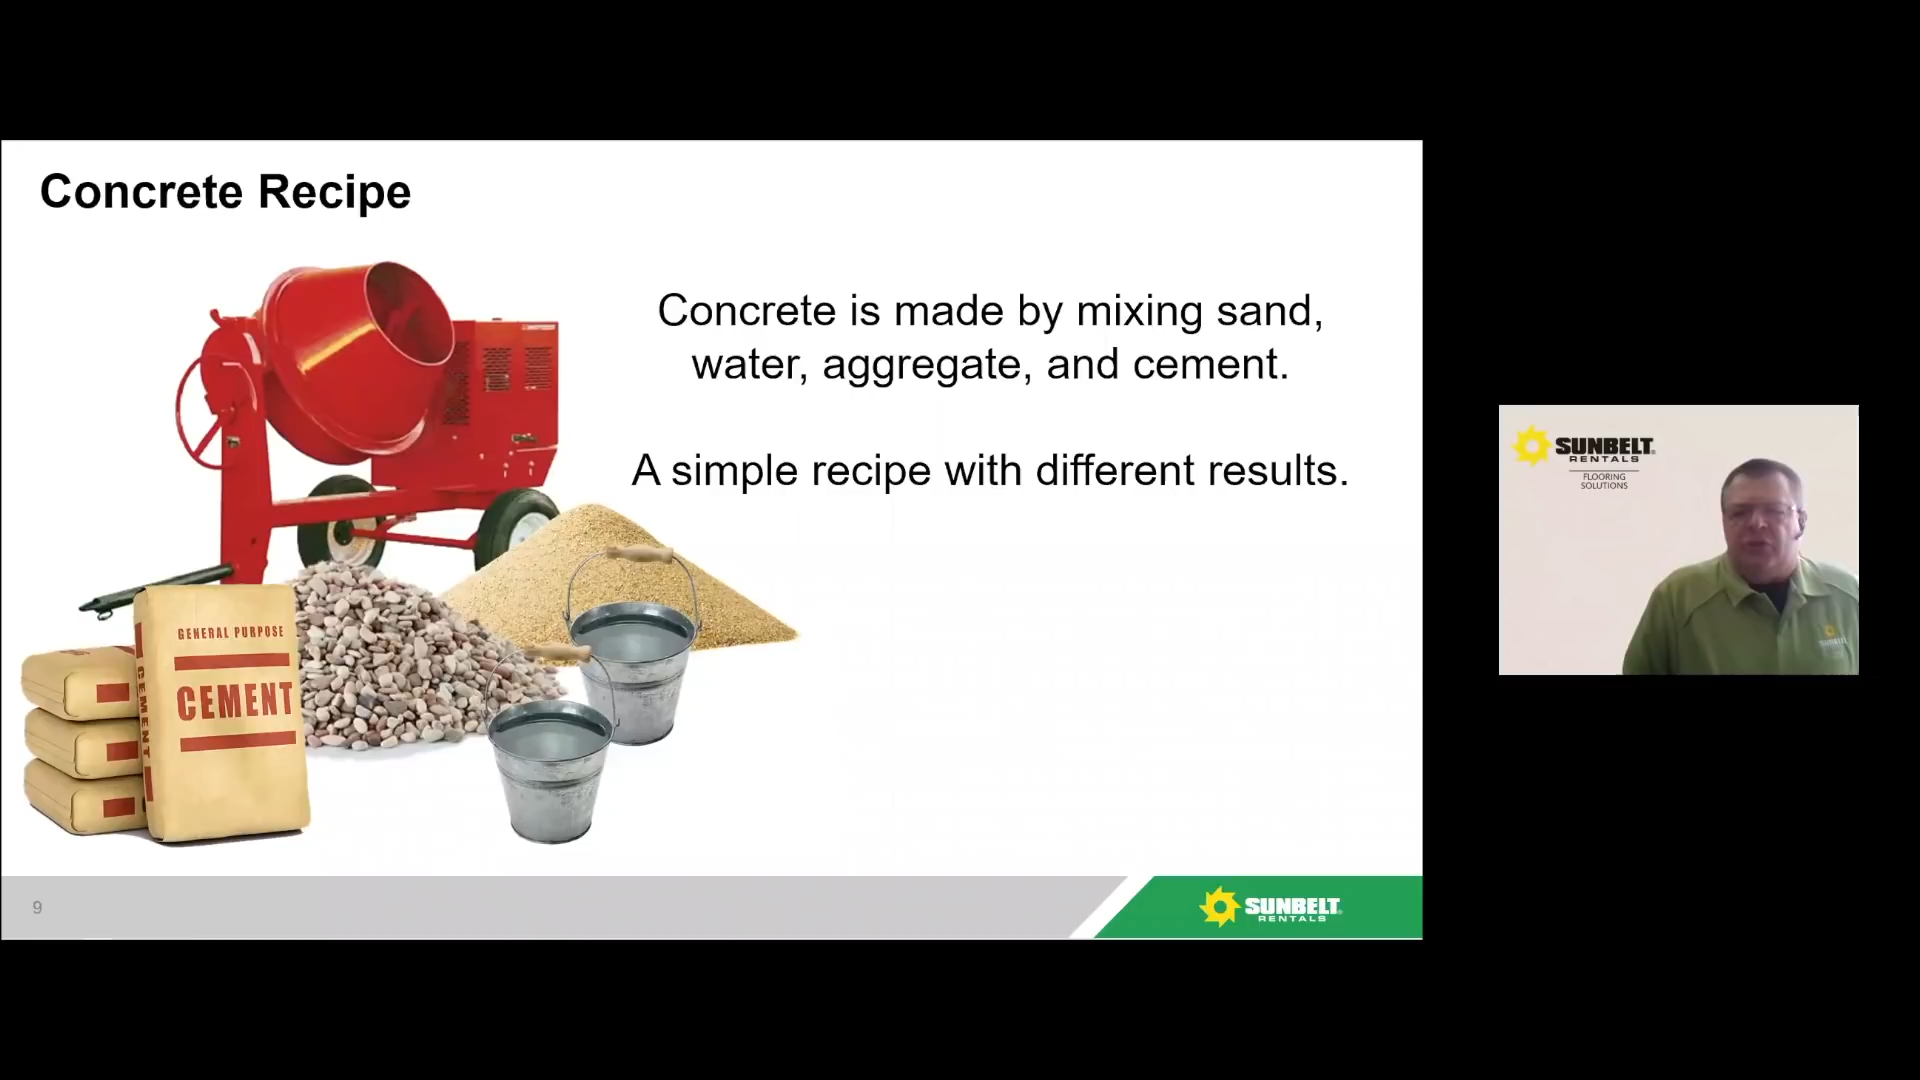 Concrete Recipe
Concrete is made by mixing sand,
water, aggregate, and cement.
A simple recipe with different results.
GENERAL PURPOSE
CEMENT
CEMENT
9
SUNBELT
RENTALS
SUNBELT
RENTALS
FLOORING
SOLUTIONS
SUNBELT